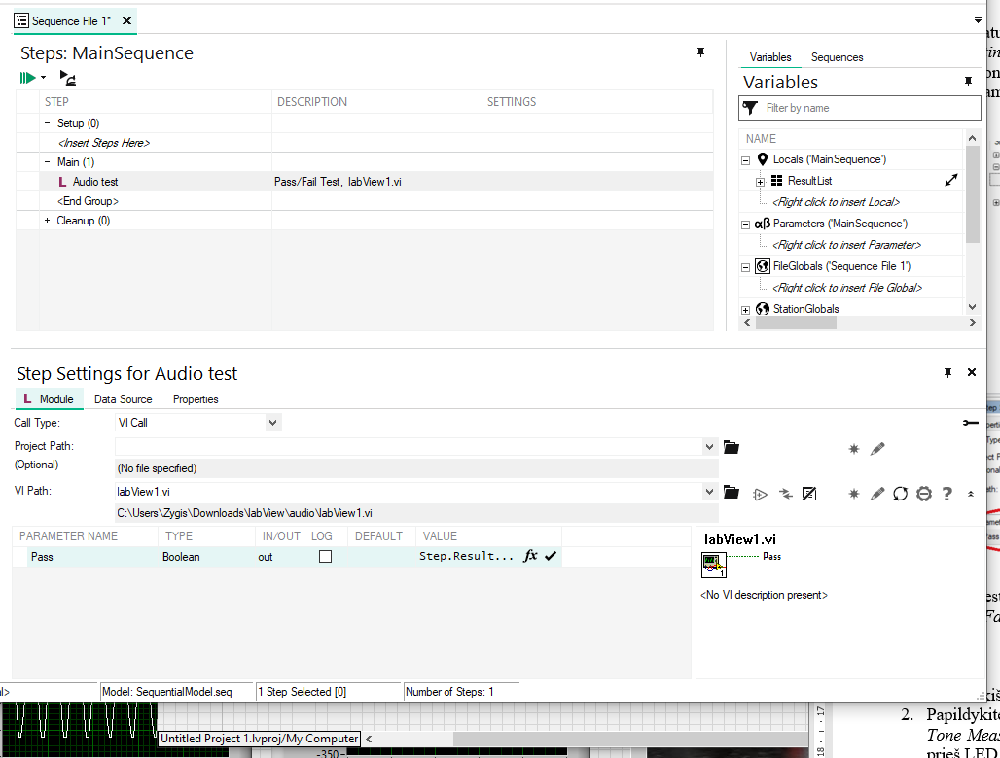 Sequence File 1*
Steps: MainSequence
STEP DESCRIPTION SETTINGS
Setup (0)
<Insert Steps Here>
Main (1)
L Audio test Pass/Fail Test, labView1.vi
<End Group>
Cleanup (0)
Variables Sequences
Variables
Filter by name
NAME
Locals ('MainSequence')
ResultList
<Right click to insert Local>
αβ Parameters ('MainSequence')
<Right click to insert Parameter>
FileGlobals ('Sequence File 1')
<Right click to insert File Global>
StationGlobals
Step Settings for Audio test
L Module Data Source Properties
Call Type: VI Call
Project Path:
(Optional) (No file specified)
VI Path: labView1.vi
C:\Users\Zygis\Downloads\labView\audio\labView1.vi
PARAMETER NAME TYPE IN/OUT LOG DEFAULT VALUE
Pass Boolean out Step.Result... fx
labView1.vi
1 Pass
<No VI description present>
Model: SequentialModel.seq 1 Step Selected [0] Number of Steps: 1
Untitled Project 1.lvproj/My Computer
-350-
17
18
2. Papildykite
Tone Meas
prieš LED